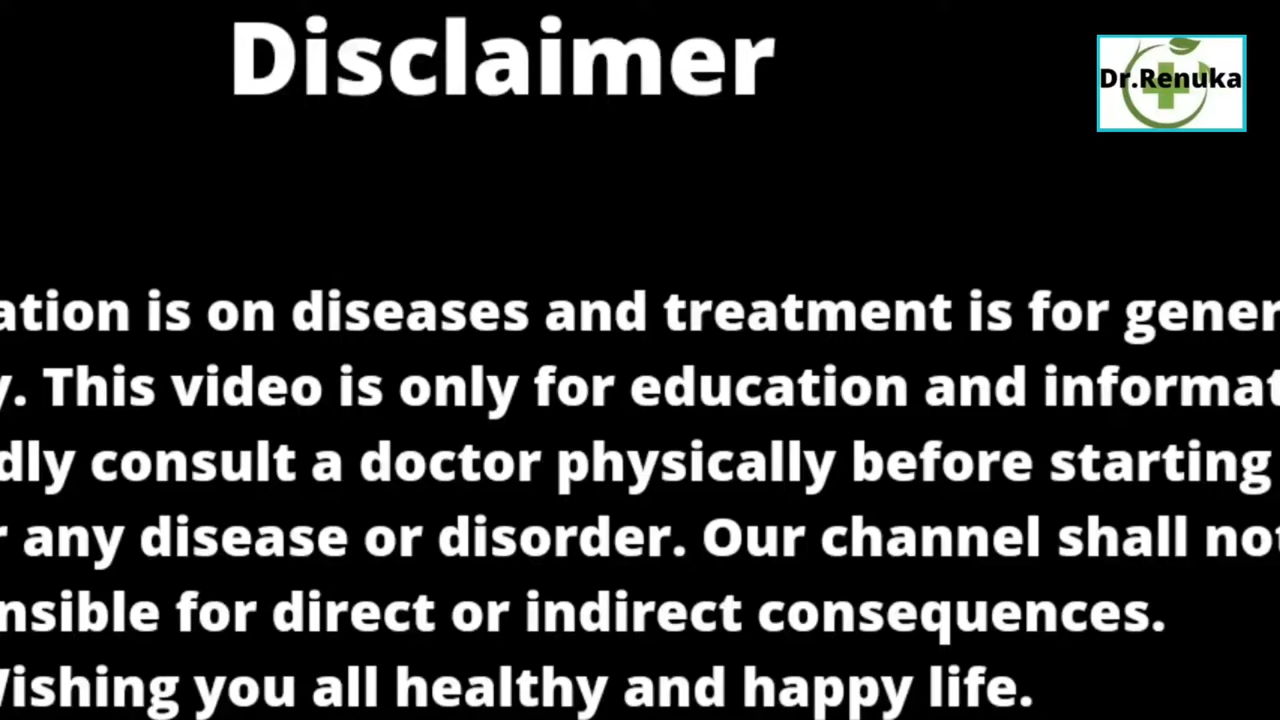 Disclaimer
Dr.Renuka
ation is on diseases and treatment is for gener
y. This video is only for education and informat
dly consult a doctor physically before starting
r any disease or disorder. Our channel shall not
nsible for direct or indirect consequences.
Wishing you all healthy and happy life.